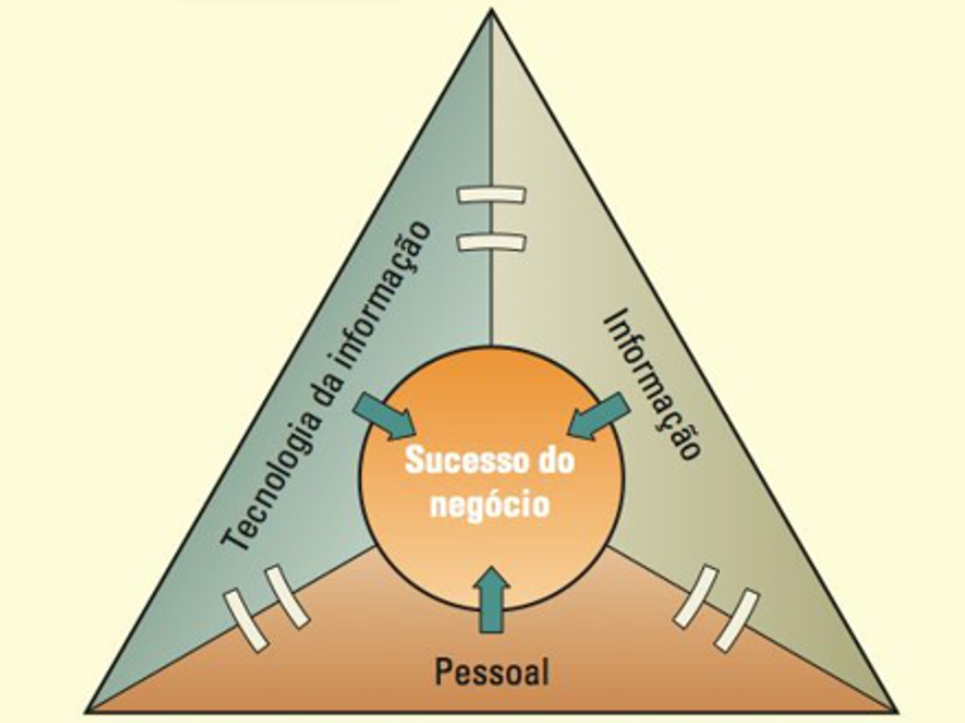 Tecnologia da informação
Informação
Sucesso do
negócio
Pessoal